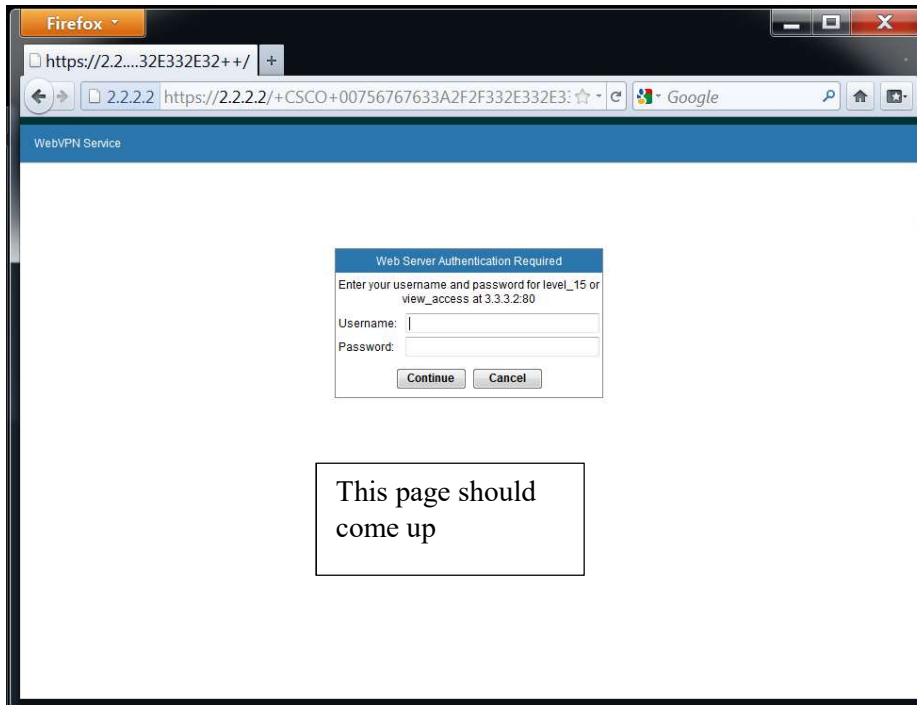 Firefox
https://2.2....32E332E32++/ +
2.2.2.2 https://2.2.2.2/+CSCO+00756767633A2F2F332E332E3 Google
WebVPN Service
Web Server Authentication Required
Enter your username and password for level_15 or
view_access at 3.3.3.2:80
Username:
Password:
Continue Cancel
This page should
come up